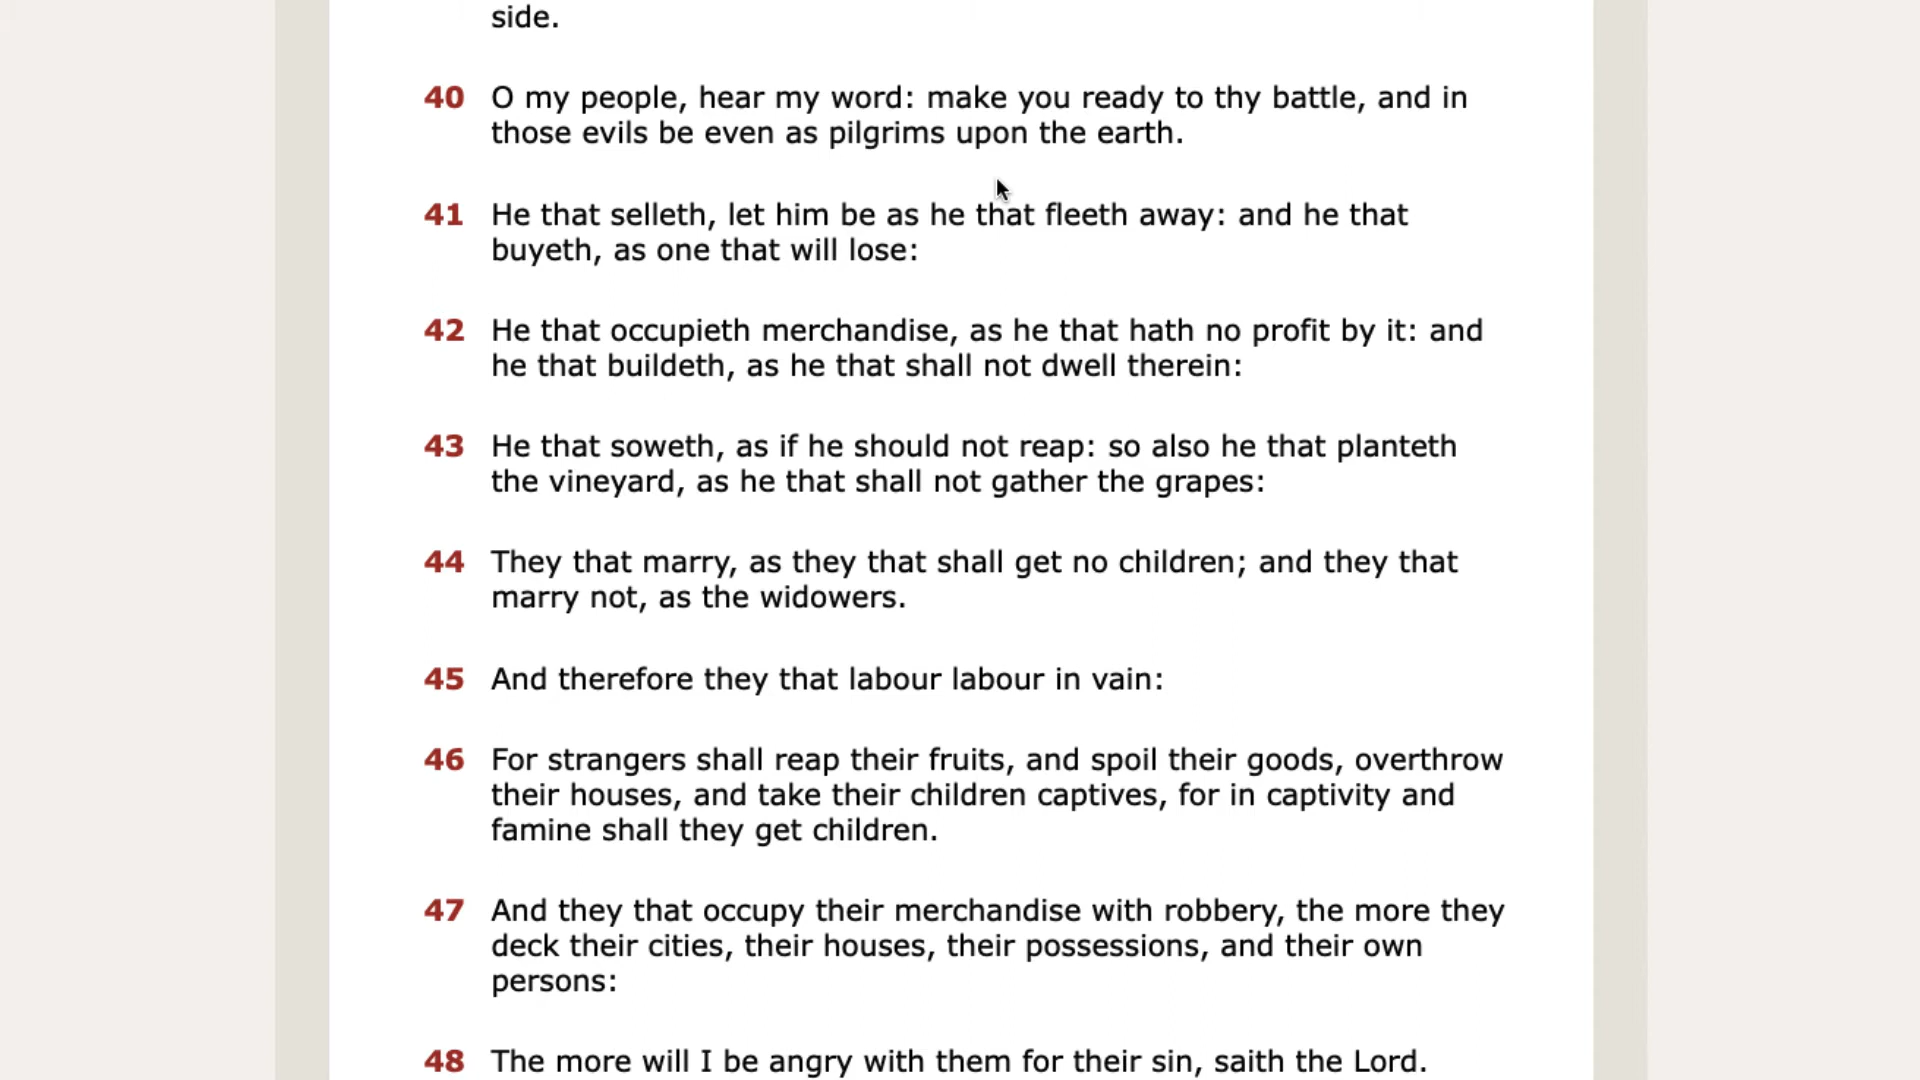 side.
40 O my people, hear my word: make you ready to thy battle, and in
those evils be even as pilgrims upon the earth.
41 He that selleth, let him be as he that fleeth away: and he that
buyeth, as one that will lose:
42 He that occupieth merchandise, as he that hath no profit by it: and
he that buildeth, as he that shall not dwell therein:
43 He that soweth, as if he should not reap: so also he that planteth
the vineyard, as he that shall not gather the grapes:
44 They that marry, as they that shall get no children; and they that
marry not, as the widowers.
45 And therefore they that labour labour in vain:
46 For strangers shall reap their fruits, and spoil their goods, overthrow
their houses, and take their children captives, for in captivity and
famine shall they get children.
47 And they that occupy their merchandise with robbery, the more they
deck their cities, their houses, their possessions, and their own
persons:
48 The more will I be angry with them for their sin, saith the Lord.